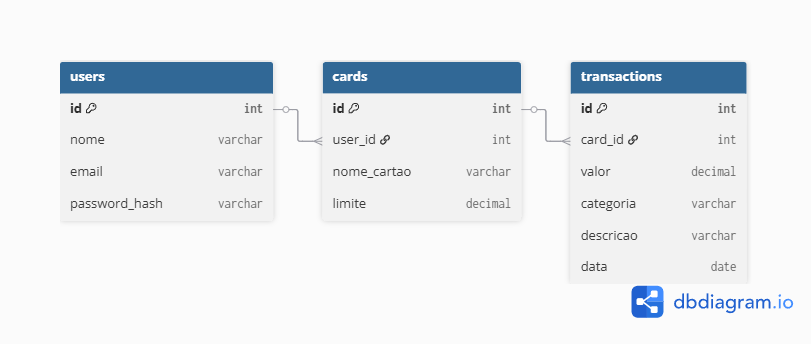 users
id int
nome varchar
email varchar
password_hash varchar
cards
id int
user_id int
nome_cartao varchar
limite decimal
transactions
id int
card_id int
valor decimal
categoria varchar
descricao varchar
data date
dbdiagram.io